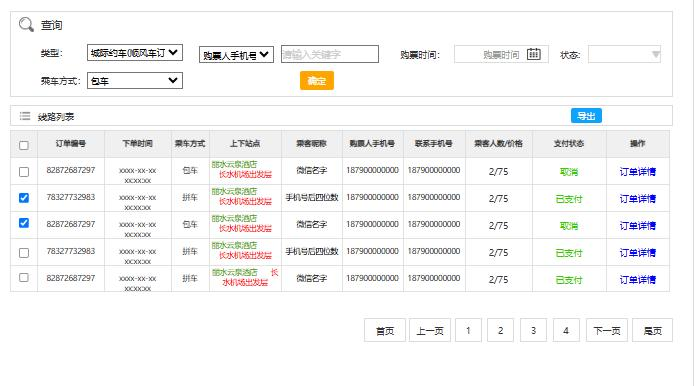 查询
类型： 城际约车(顺风车订 购票人手机号 请输入关键字 购票时间： 购票时间 状态:
乘车方式: 包车 确定
线路列表 导出
订单编号 下单时间 乘车方式 上下站点 乘客昵称 购票人手机号 联系手机号 乘客人数/价格 支付状态 操作
82872687297 xxxx-xx-xx xx:xx:xx 包车 丽水云泉酒店 长水机场出发层 微信名字 187900000000 187900000000 2/75 取消 订单详情
78327732983 xxxx-xx-xx xx:xx:xx 拼车 丽水云泉酒店 长水机场出发层 手机号后四位数 187900000000 187900000000 2/75 已支付 订单详情
82872687297 xxxx-xx-xx xx:xx:xx 包车 丽水云泉酒店 长水机场出发层 微信名字 187900000000 187900000000 2/75 取消 订单详情
78327732983 xxxx-xx-xx xx:xx:xx 拼车 丽水云泉酒店 长水机场出发层 手机号后四位数 187900000000 187900000000 2/75 已支付 订单详情
82872687297 xxxx-xx-xx xx:xx:xx 拼车 丽水云泉酒店 长水机场出发层 微信名字 187900000000 187900000000 2/75 已支付 订单详情
首页 上一页 1 2 3 4 下一页 尾页